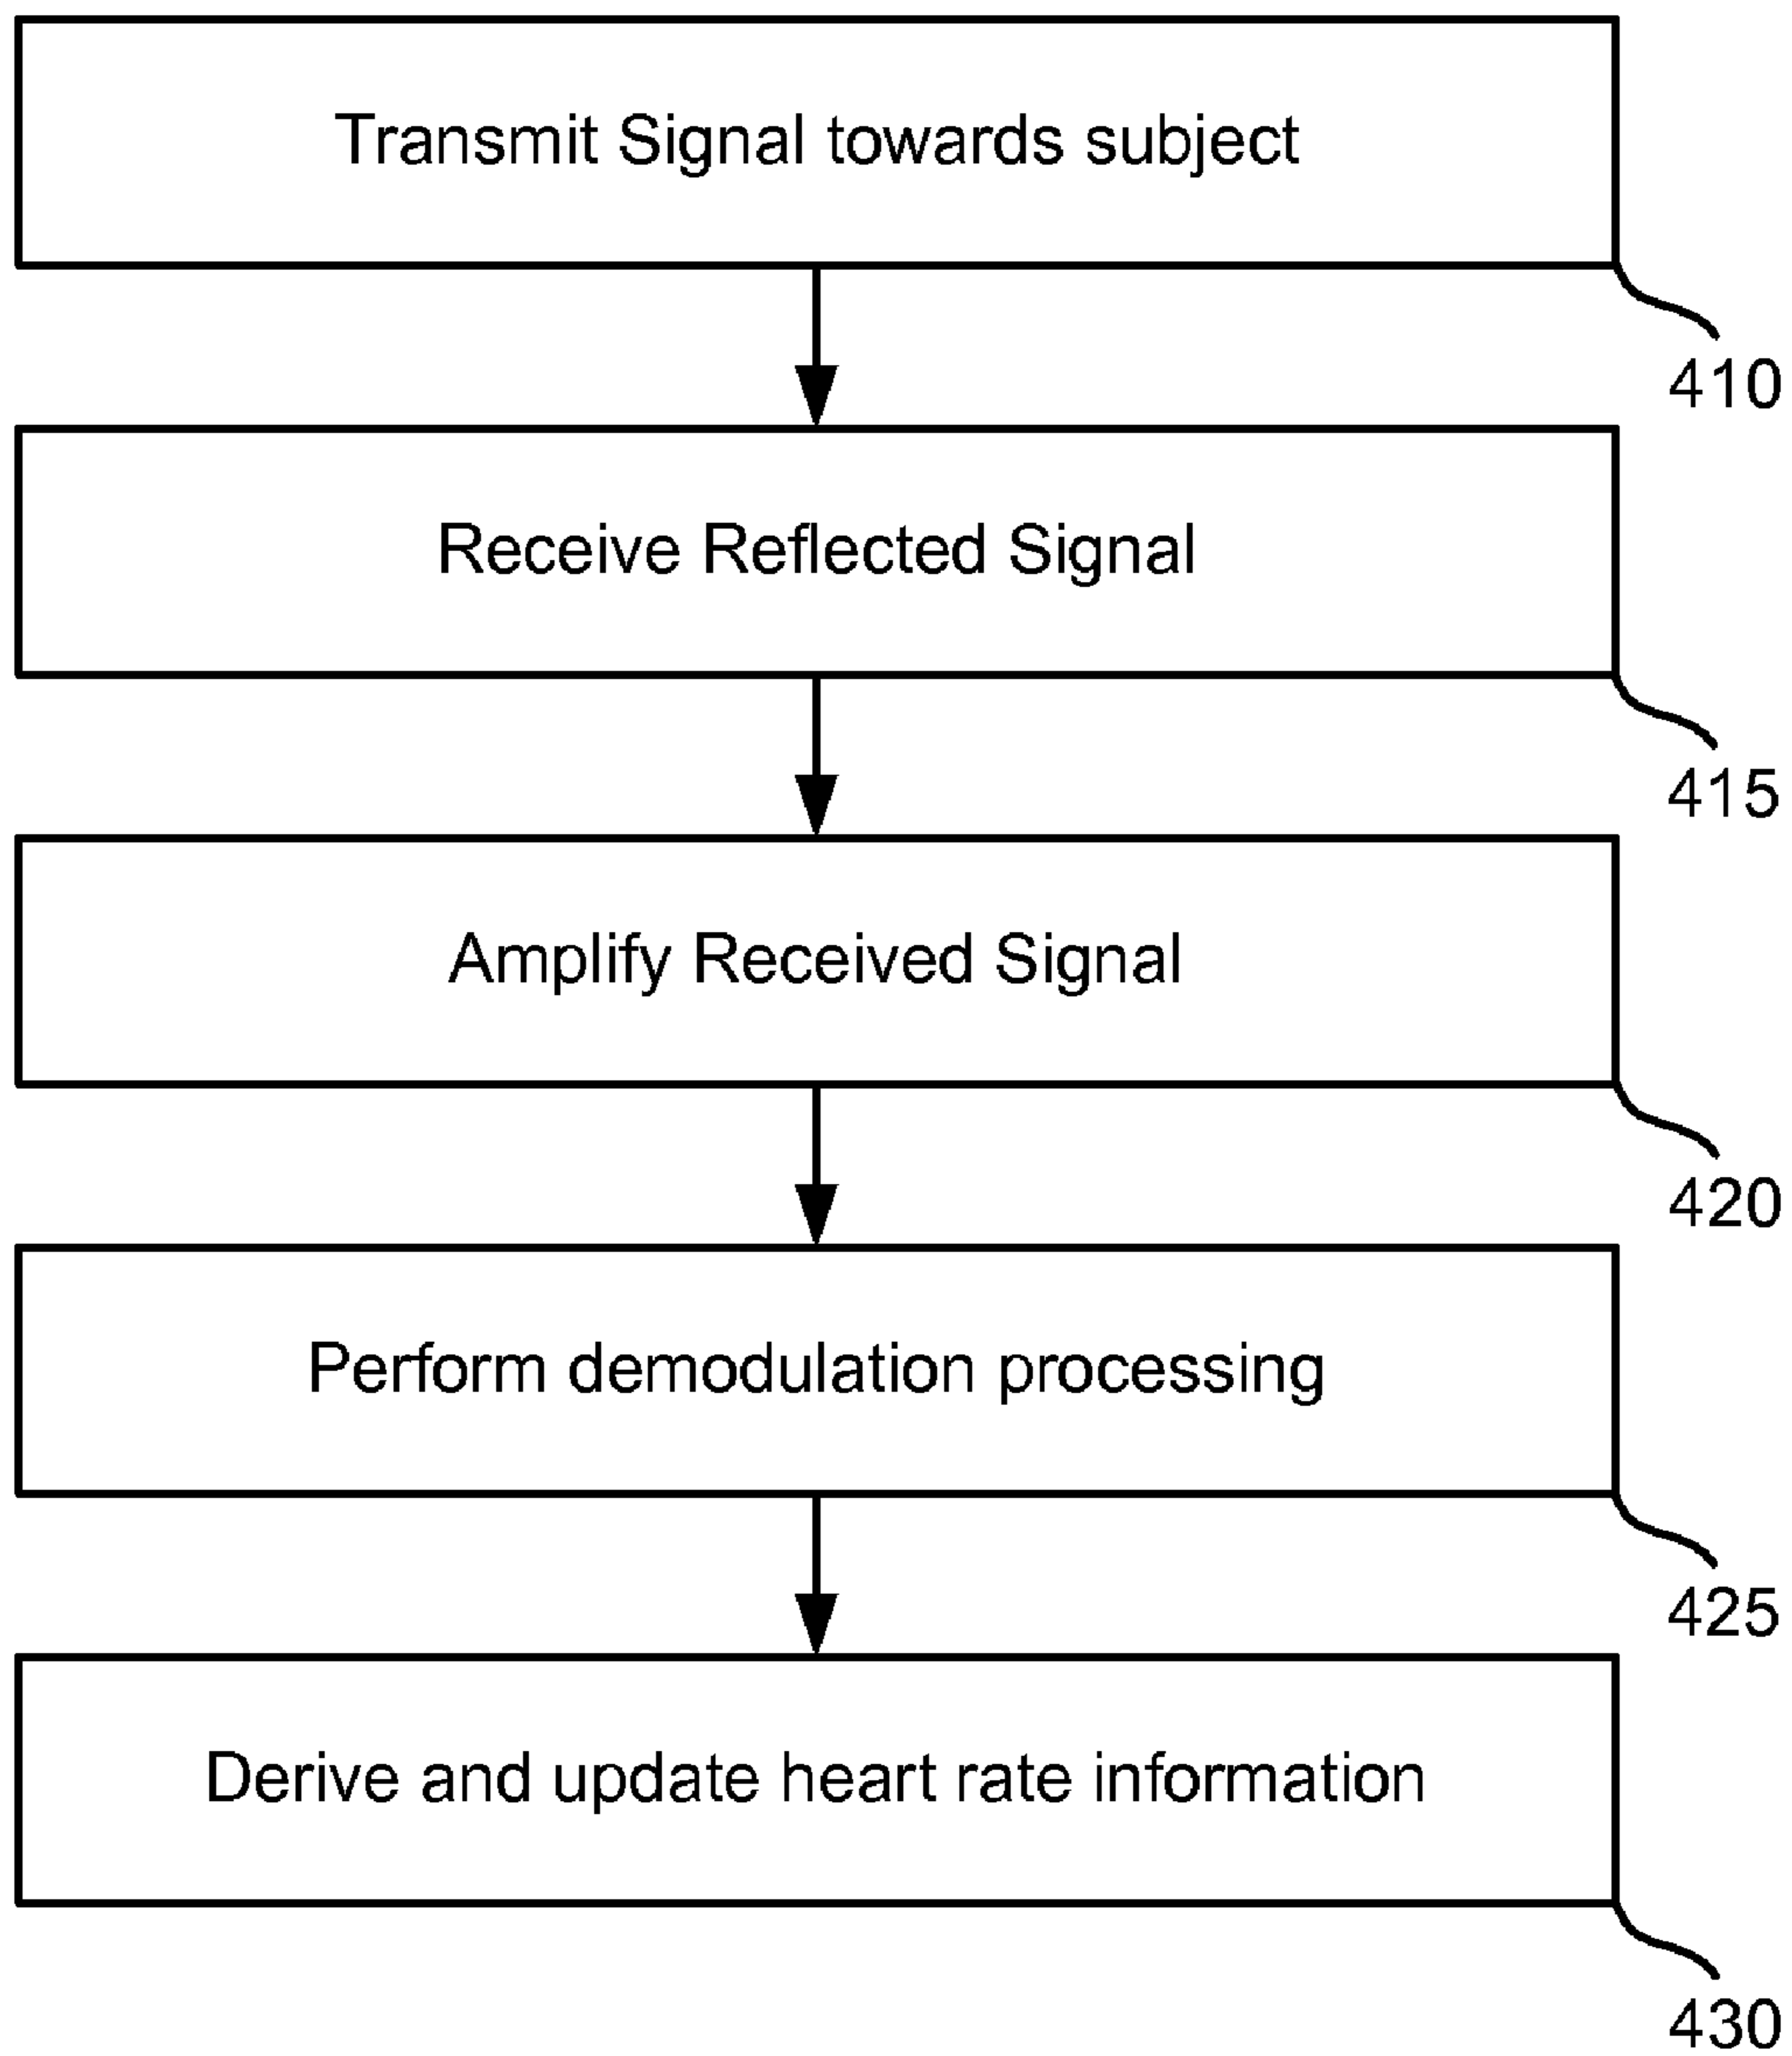 Transmit Signal towards subject
410
Receive Reflected Signal
415
Amplify Received Signal
420
Perform demodulation processing
425
Derive and update heart rate information
430